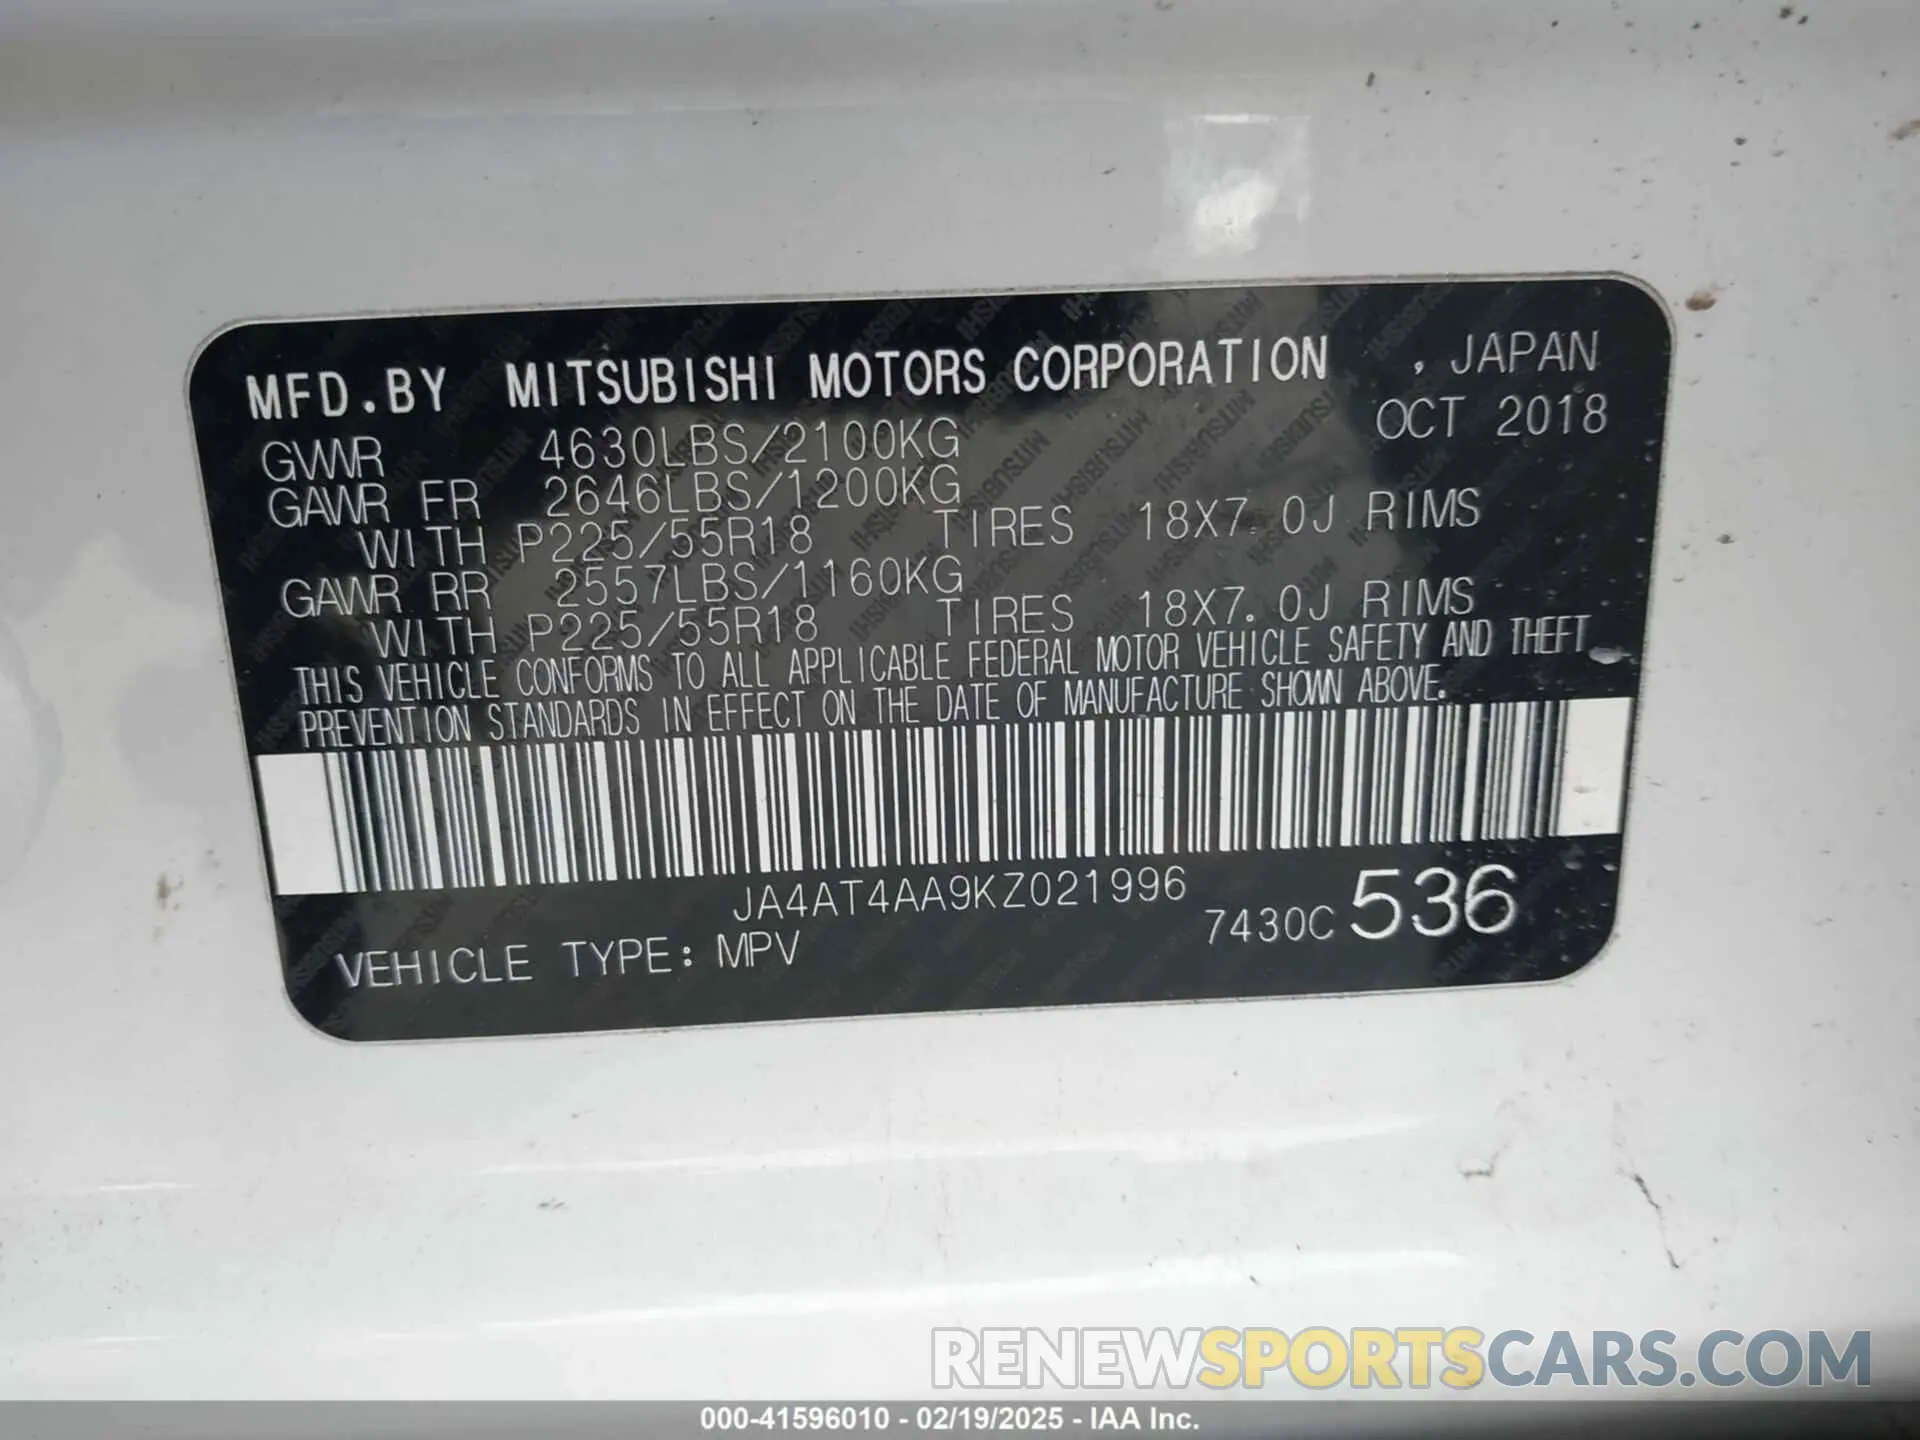 MFD.BY MITSUBISHI MOTORS CORPORATION , JAPAN
OCT 2018
GVWR 4630LBS/2100KG
GAWR FR 2646LBS/1200KG
WITH P225/55R18 TIRES 18X7.0J RIMS
GAWR RR 2557LBS/1160KG
WITH P225/55R18 TIRES 18X7.0J RIMS
THIS VEHICLE CONFORMS TO ALL APPLICABLE FEDERAL MOTOR VEHICLE SAFETY AND THEFT
PREVENTION STANDARDS IN EFFECT ON THE DATE OF MANUFACTURE SHOWN ABOVE.
JA4AT4AA9KZ021996
7430C 536
VEHICLE TYPE: MPV
RENEWSPORTSCARS.COM
000-41596010 - 02/19/2025 - IAA Inc.